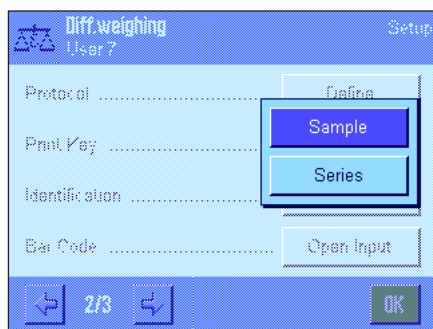 Diff.weighing
Setup
User 7
Protocol ........................ Define
Print Key ........................
Sample
Series
Identification ........................
Bar Code ........................ Open Input
2/3
OK